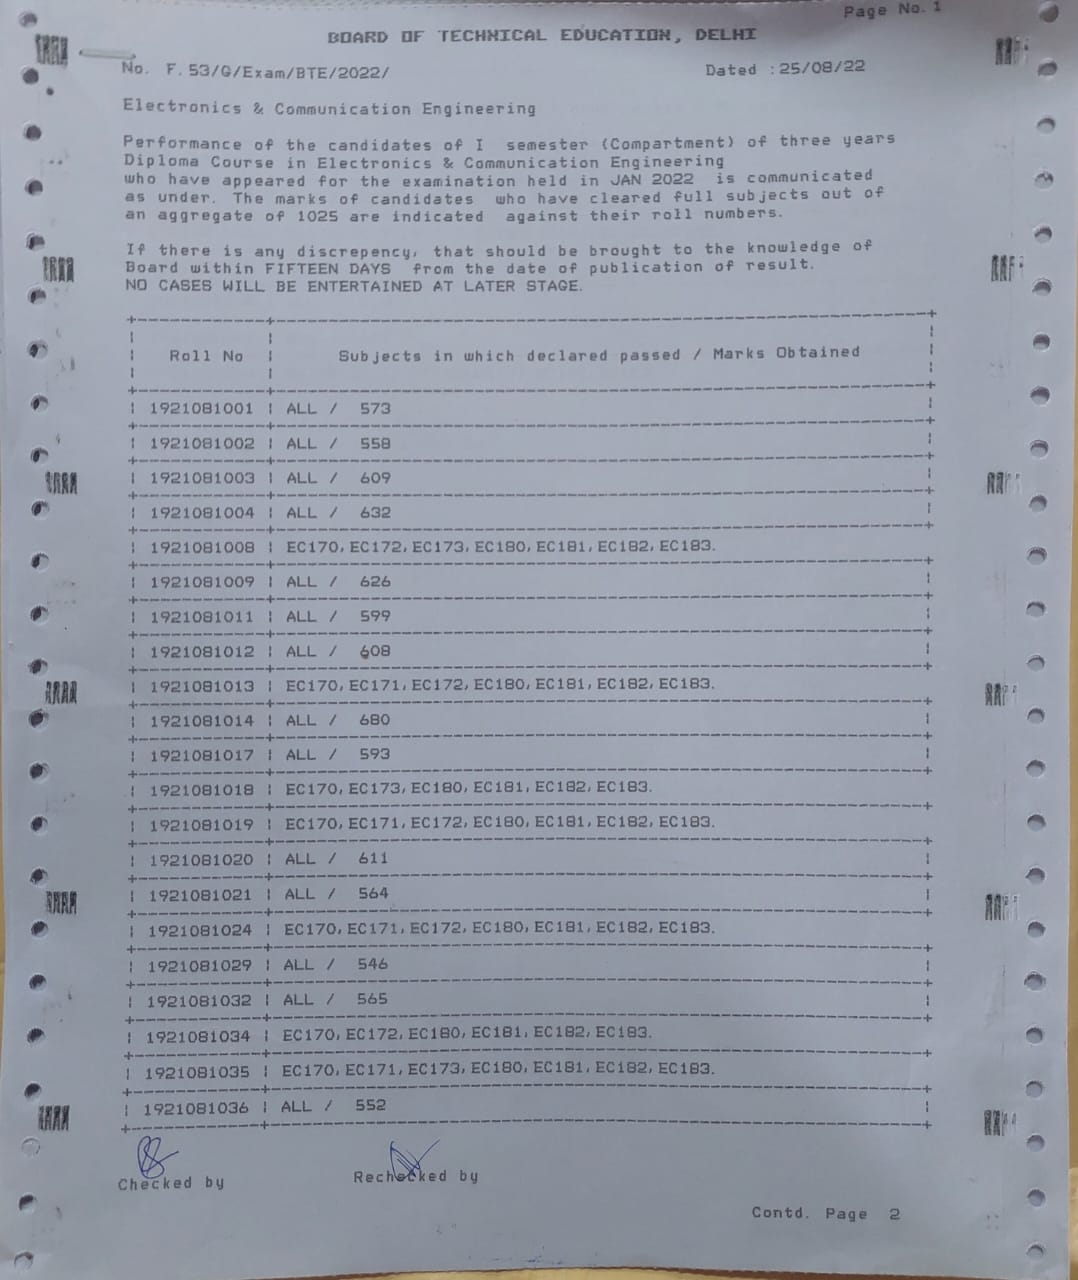 Page No. 1
BOARD OF TECHNICAL EDUCATION, DELHI
No. F.53/G/Exam/BTE/2022/ Dated :25/08/22
Electronics & Communication Engineering
Performance of the candidates of I semester (Compartment) of three years
Diploma Course in Electronics & Communication Engineering
who have appeared for the examination held in JAN 2022 is communicated
as under. The marks of candidates who have cleared full subjects out of
an aggregate of 1025 are indicated against their roll numbers.
If there is any discrepency, that should be brought to the knowledge of
Board within FIFTEEN DAYS from the date of publication of result.
NO CASES WILL BE ENTERTAINED AT LATER STAGE.
Roll No | Subjects in which declared passed / Marks Obtained
1921081001 | ALL / 573
1921081002 | ALL / 558
1921081003 | ALL / 609
1921081004 | ALL / 632
1921081008 | EC170, EC172, EC173, EC180, EC181, EC182, EC183.
1921081009 | ALL / 626
1921081011 | ALL / 599
1921081012 | ALL / 608
1921081013 | EC170, EC171, EC172, EC180, EC181, EC182, EC183.
1921081014 | ALL / 680
1921081017 | ALL / 593
1921081018 | EC170, EC173, EC180, EC181, EC182, EC183.
1921081019 | EC170, EC171, EC172, EC180, EC181, EC182, EC183.
1921081020 | ALL / 611
1921081021 | ALL / 564
1921081024 | EC170, EC171, EC172, EC180, EC181, EC182, EC183.
1921081029 | ALL / 546
1921081032 | ALL / 565
1921081034 | EC170, EC172, EC180, EC181, EC182, EC183.
1921081035 | EC170, EC171, EC173, EC180, EC181, EC182, EC183.
1921081036 | ALL / 552
Checked by Rechecked by
Contd. Page 2